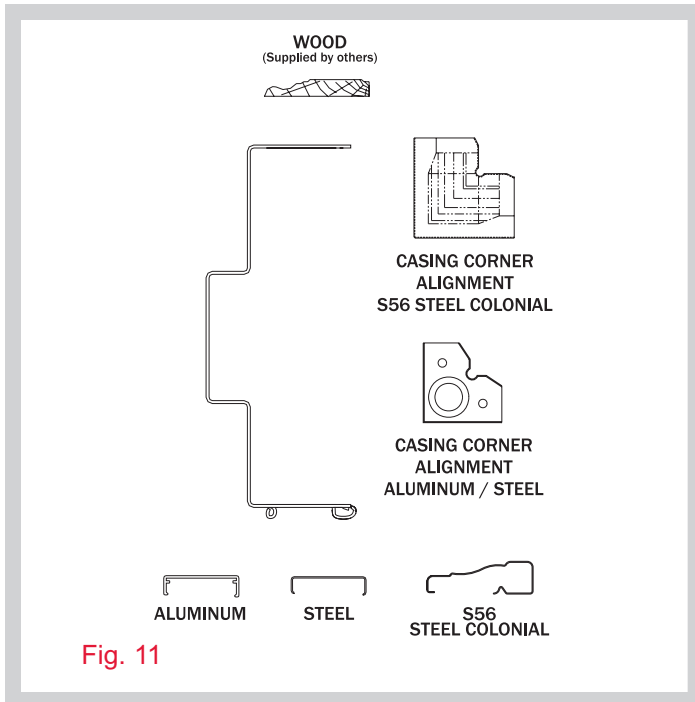 WOOD
(Supplied by others)
CASING CORNER
ALIGNMENT
S56 STEEL COLONIAL
CASING CORNER
ALIGNMENT
ALUMINUM / STEEL
ALUMINUM
STEEL
S56
STEEL COLONIAL
Fig. 11